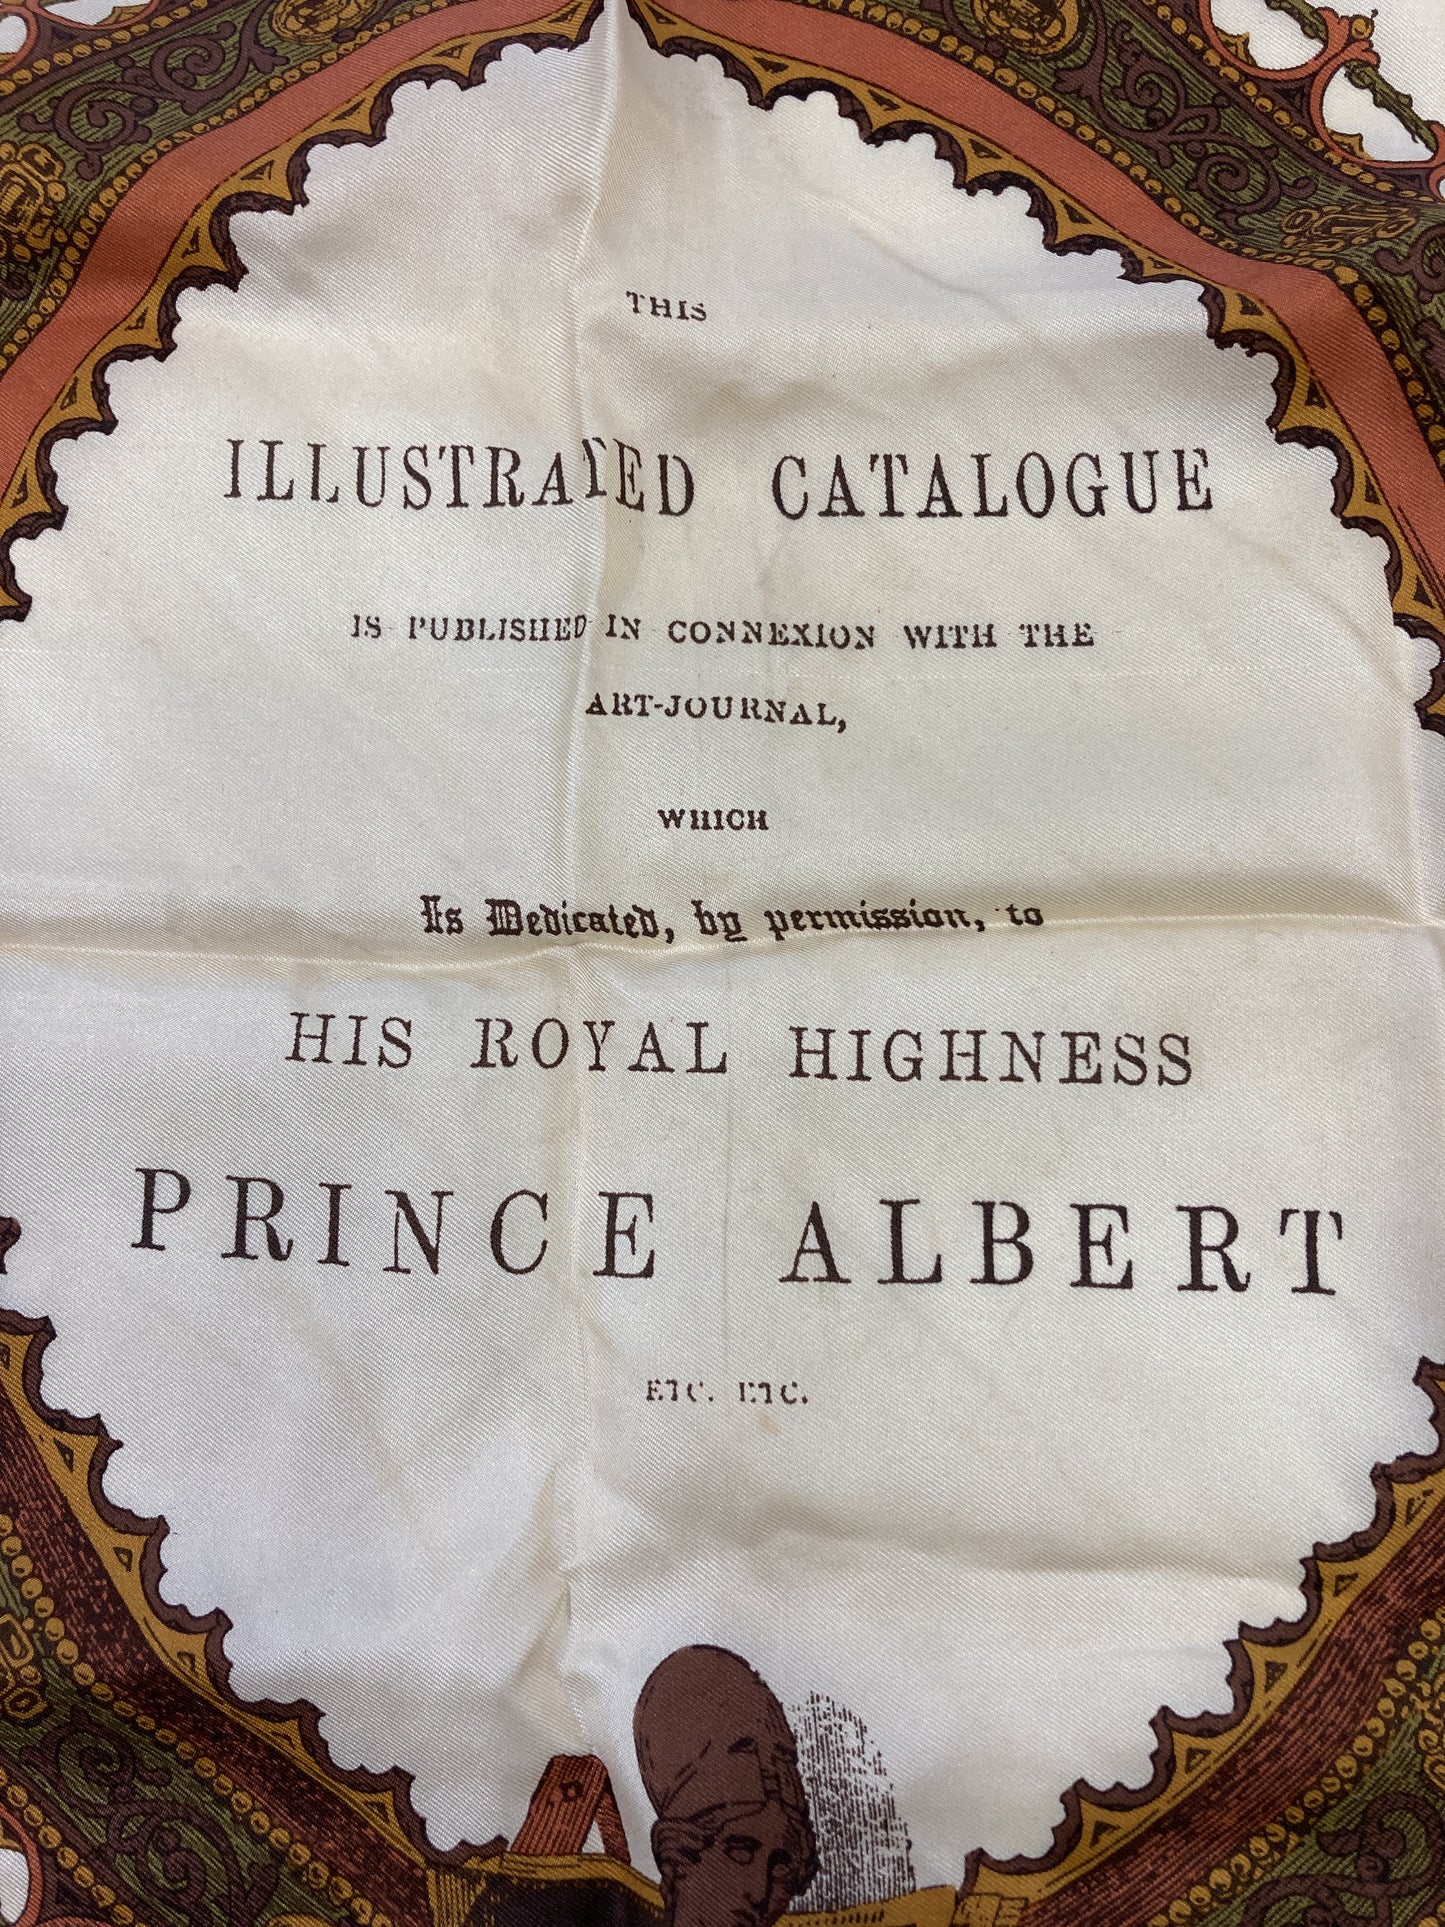 THIS
ILLUSTRATED CATALOGUE
IS PUBLISHED IN CONNEXION WITH THE
ART-JOURNAL,
WHICH
Is Dedicated, by permission, to
HIS ROYAL HIGHNESS
PRINCE ALBERT
ETC. ETC.